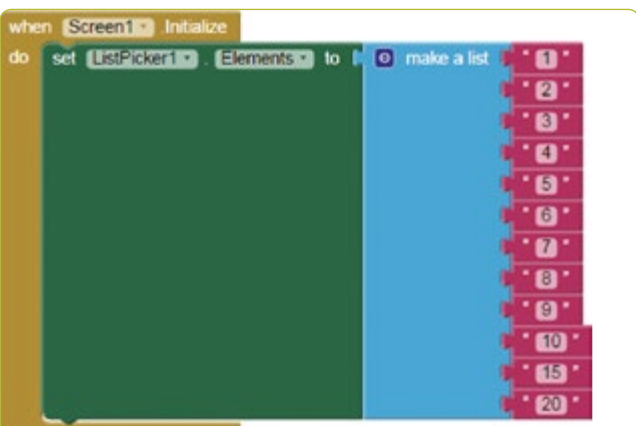 when Screen1 .Initialize
do set ListPicker1 . Elements to make a list " 1 "
" 2 "
" 3 "
" 4 "
" 5 "
" 6 "
" 7 "
" 8 "
" 9 "
" 10 "
" 15 "
" 20 "